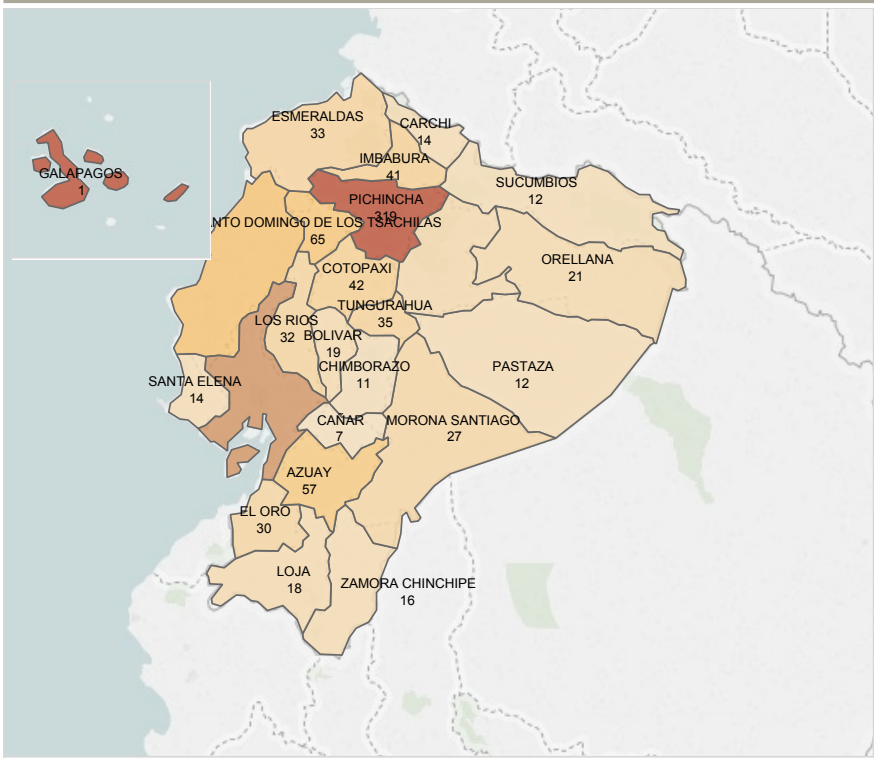 ESMERALDAS
33
CARCHI
14
IMBABURA
41
GALAPAGOS
1
SUCUMBIOS
12
PICHINCHA
319
NTO DOMINGO DE LOS TSACHILAS
65
ORELLANA
21
COTOPAXI
42
TUNGURAHUA
35
LOS RIOS
32
BOLIVAR
19
CHIMBORAZO
11
PASTAZA
12
SANTA ELENA
14
CAÑAR
7
MORONA SANTIAGO
27
AZUAY
57
EL ORO
30
LOJA
18
ZAMORA CHINCHIPE
16